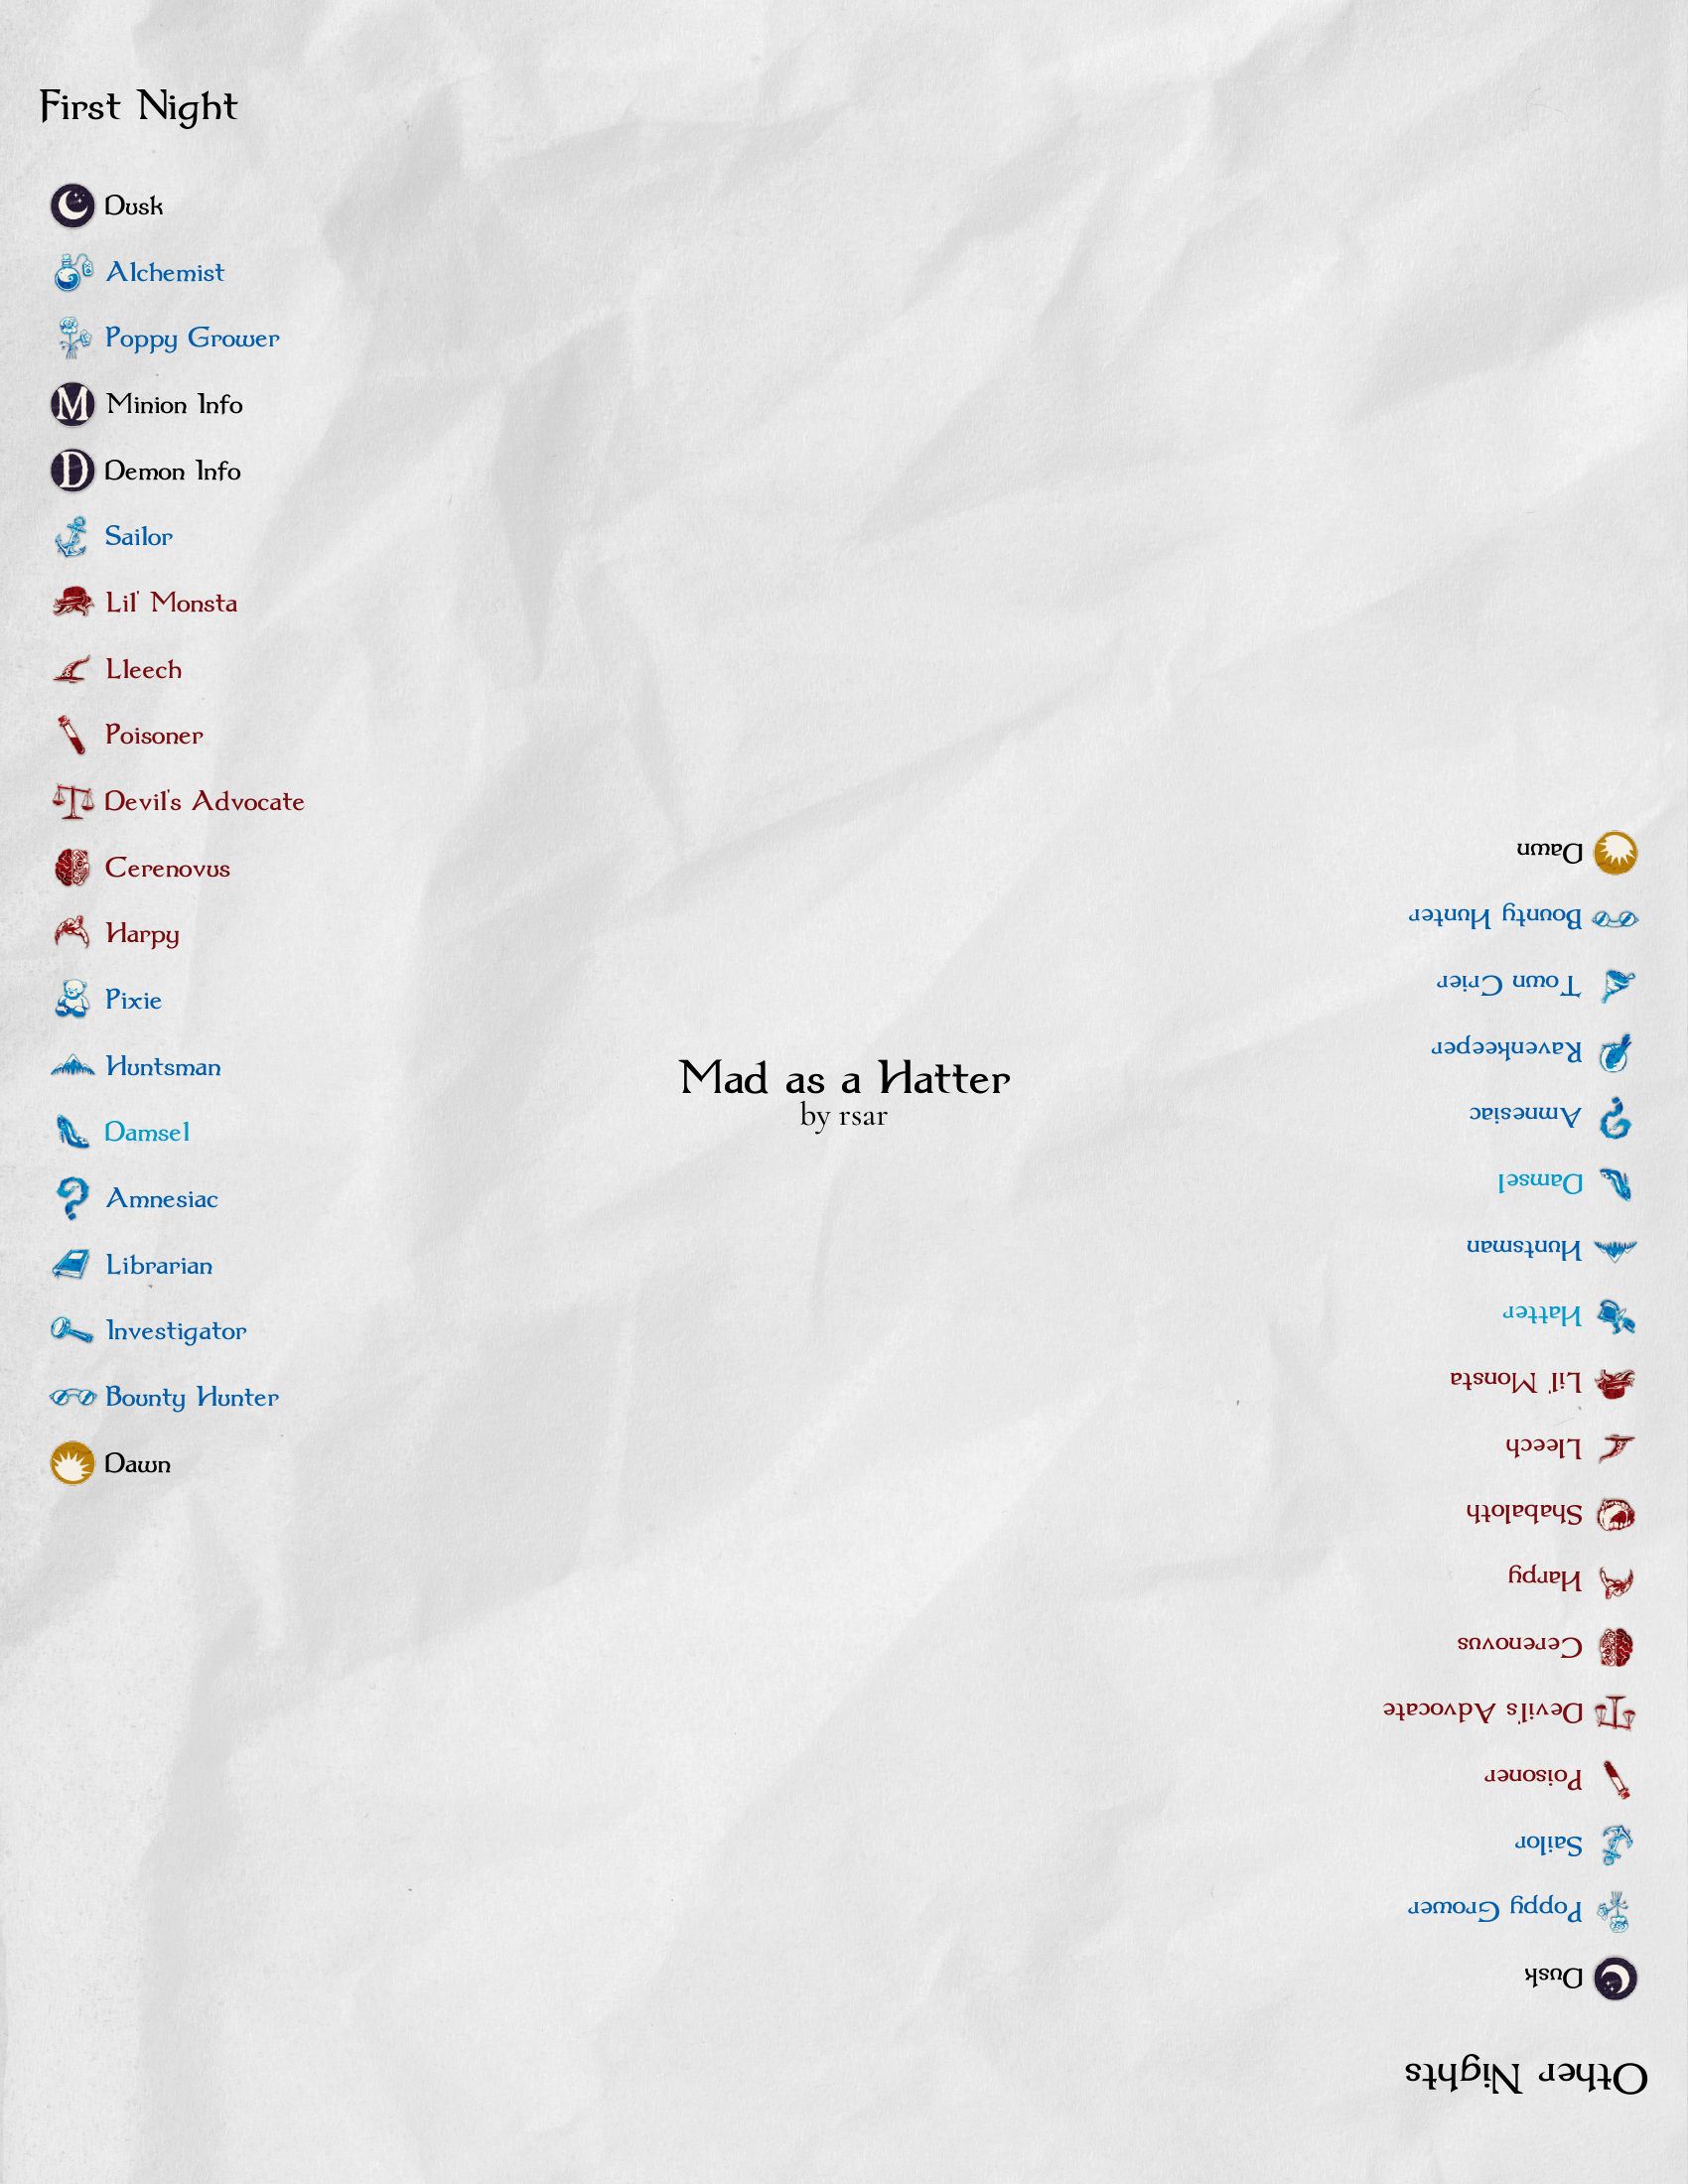 First Night
Dusk
Alchemist
Poppy Grower
M Minion Info
D Demon Info
Sailor
Lil' Monsta
Lleech
Poisoner
Devil's Advocate
Cerenovus
Harpy
Pixie
Huntsman
Damsel
Amnesiac
Librarian
Investigator
Bounty Hunter
Dawn
Mad as a Hatter
by rsar
Other Nights
Dusk
Poppy Grower
Sailor
Poisoner
Devil's Advocate
Cerenovus
Harpy
Shabaloth
Lleech
Lil' Monsta
Hatter
Huntsman
Damsel
Amnesiac
Ravenkeeper
Town Crier
Bounty Hunter
Dawn